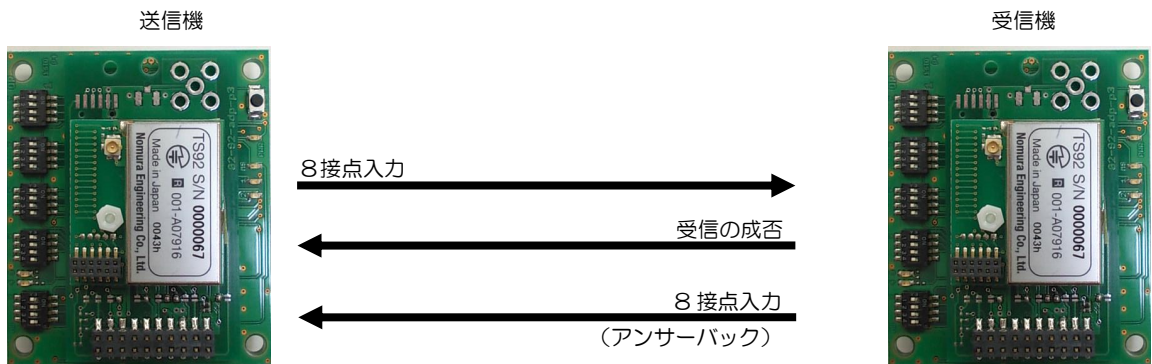 送信機
受信機
TS92 S/N 0000067
R 001-A07916
Made in Japan 0043h
Nomura Engineering Co., Ltd.
8接点入力
受信の成否
8 接点入力
(アンサーバック)
TS92 S/N 0000067
R 001-A07916
Made in Japan 0043h
Nomura Engineering Co., Ltd.